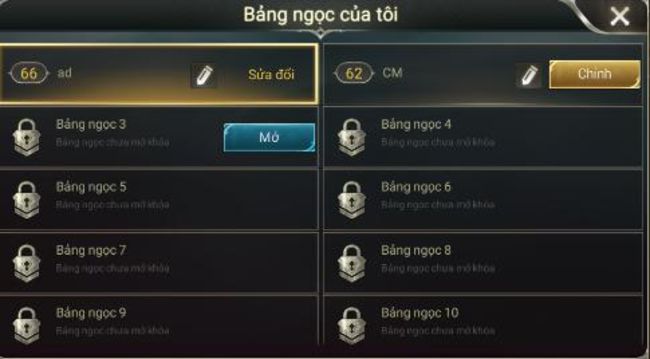 Bảng ngọc của tôi
66 ad Sửa đổi
62 CM Chỉnh
Bảng ngọc 3
Bảng ngọc chưa mở khóa
Mở
Bảng ngọc 4
Bảng ngọc chưa mở khóa
Bảng ngọc 5
Bảng ngọc chưa mở khóa
Bảng ngọc 6
Bảng ngọc chưa mở khóa
Bảng ngọc 7
Bảng ngọc chưa mở khóa
Bảng ngọc 8
Bảng ngọc chưa mở khóa
Bảng ngọc 9
Bảng ngọc chưa mở khóa
Bảng ngọc 10
Bảng ngọc chưa mở khóa